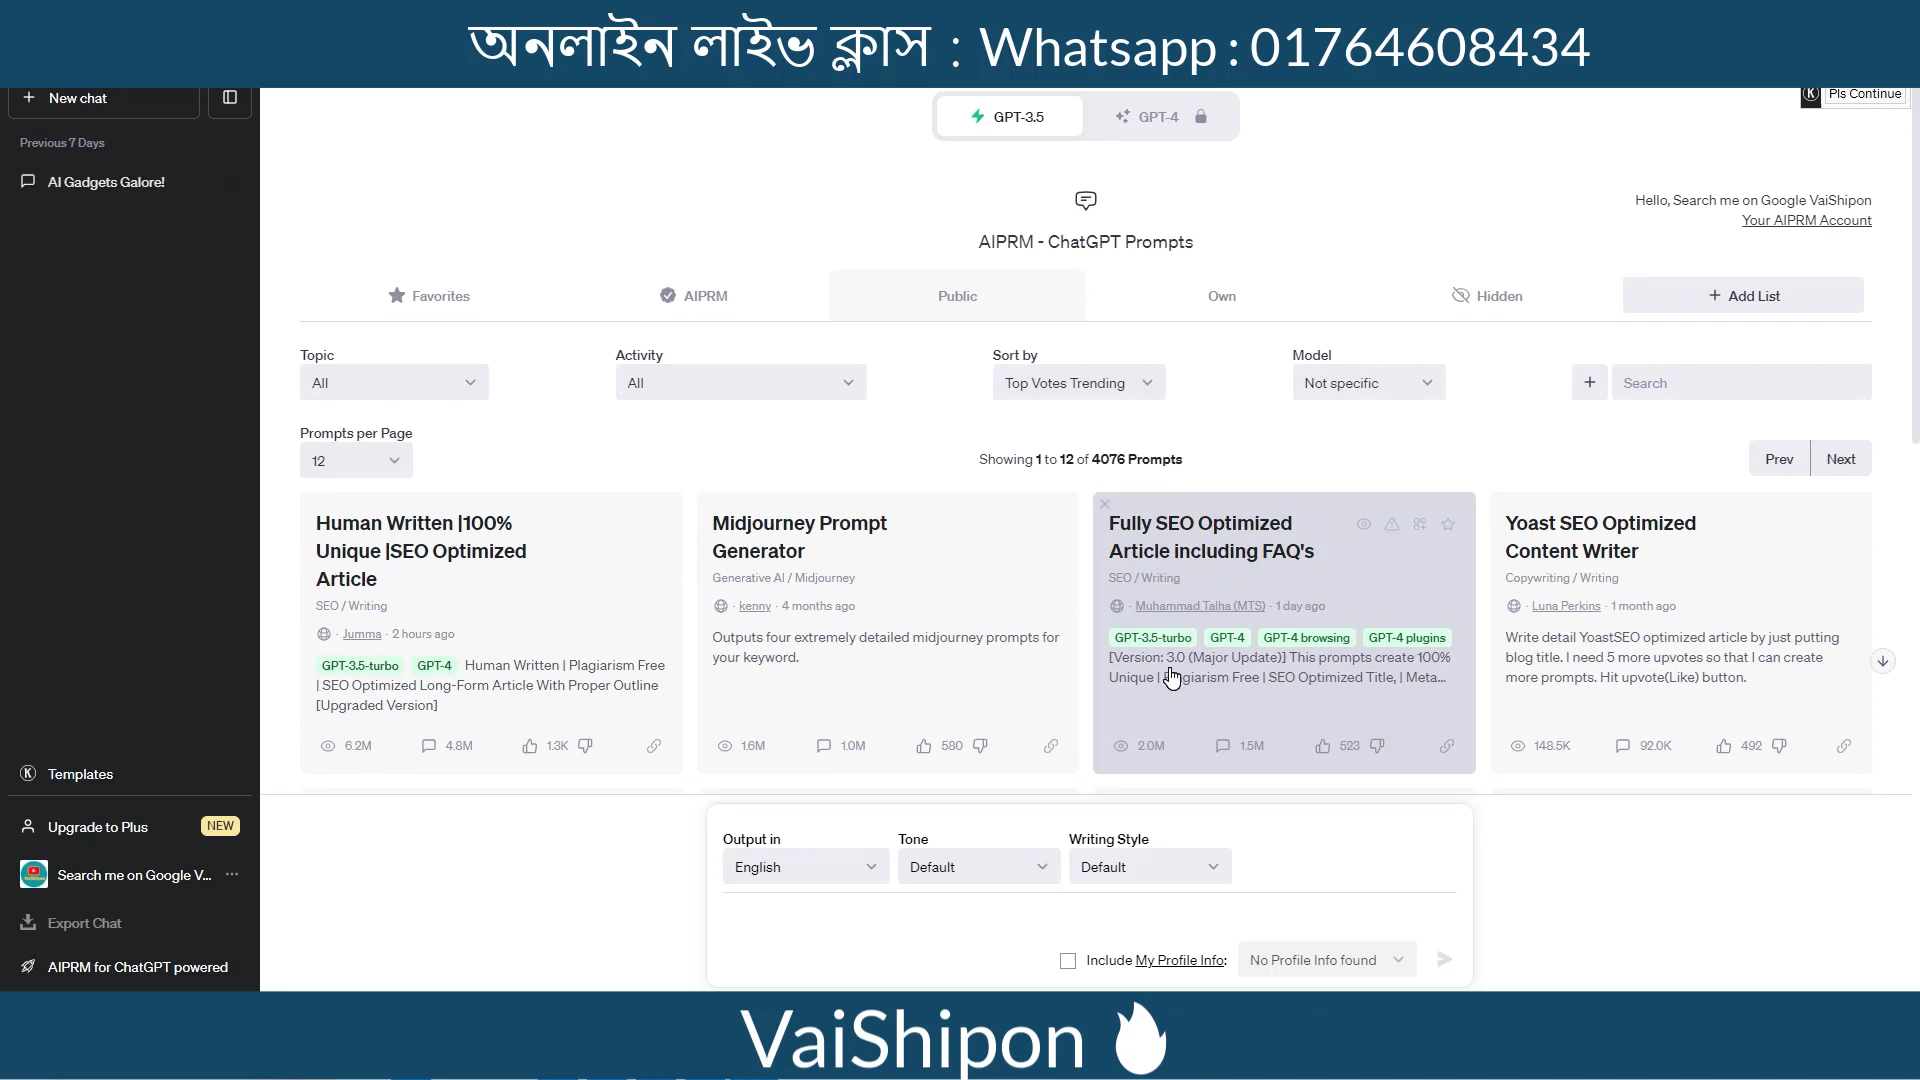 অনলাইন লাইভ ক্লাস : Whatsapp : 01764608434
New chat
Previous 7 Days
AI Gadgets Galore!
Templates
Upgrade to Plus NEW
Search me on Google V...
Export Chat
AIPRM for ChatGPT powered
GPT-3.5 GPT-4
Pls Continue
Hello, Search me on Google VaiShipon
Your AIPRM Account
AIPRM - ChatGPT Prompts
Favorites AIPRM Public Own Hidden + Add List
Topic Activity Sort by Model
All All Top Votes Trending Not specific + Search
Prompts per Page
12 Showing 1 to 12 of 4076 Prompts Prev Next
Human Written |100%
Unique |SEO Optimized
Article
SEO / Writing
· Jumma · 2 hours ago
GPT-3.5-turbo GPT-4 Human Written | Plagiarism Free
| SEO Optimized Long-Form Article With Proper Outline
[Upgraded Version]
6.2M 4.8M 1.3K
Midjourney Prompt
Generator
Generative AI / Midjourney
· kenny · 4 months ago
Outputs four extremely detailed midjourney prompts for
your keyword.
1.6M 1.0M 580
Fully SEO Optimized
Article including FAQ's
SEO / Writing
· Muhammad Talha (MTS) · 1 day ago
GPT-3.5-turbo GPT-4 GPT-4 browsing GPT-4 plugins
[Version: 3.0 (Major Update)] This prompts create 100%
Unique | Plagiarism Free | SEO Optimized Title, | Meta...
2.0M 1.5M 523
Yoast SEO Optimized
Content Writer
Copywriting / Writing
· Luna Perkins · 1 month ago
Write detail YoastSEO optimized article by just putting
blog title. I need 5 more upvotes so that I can create
more prompts. Hit upvote(Like) button.
148.5K 92.0K 492
Output in Tone Writing Style
English Default Default
Include My Profile Info: No Profile Info found
VaiShipon